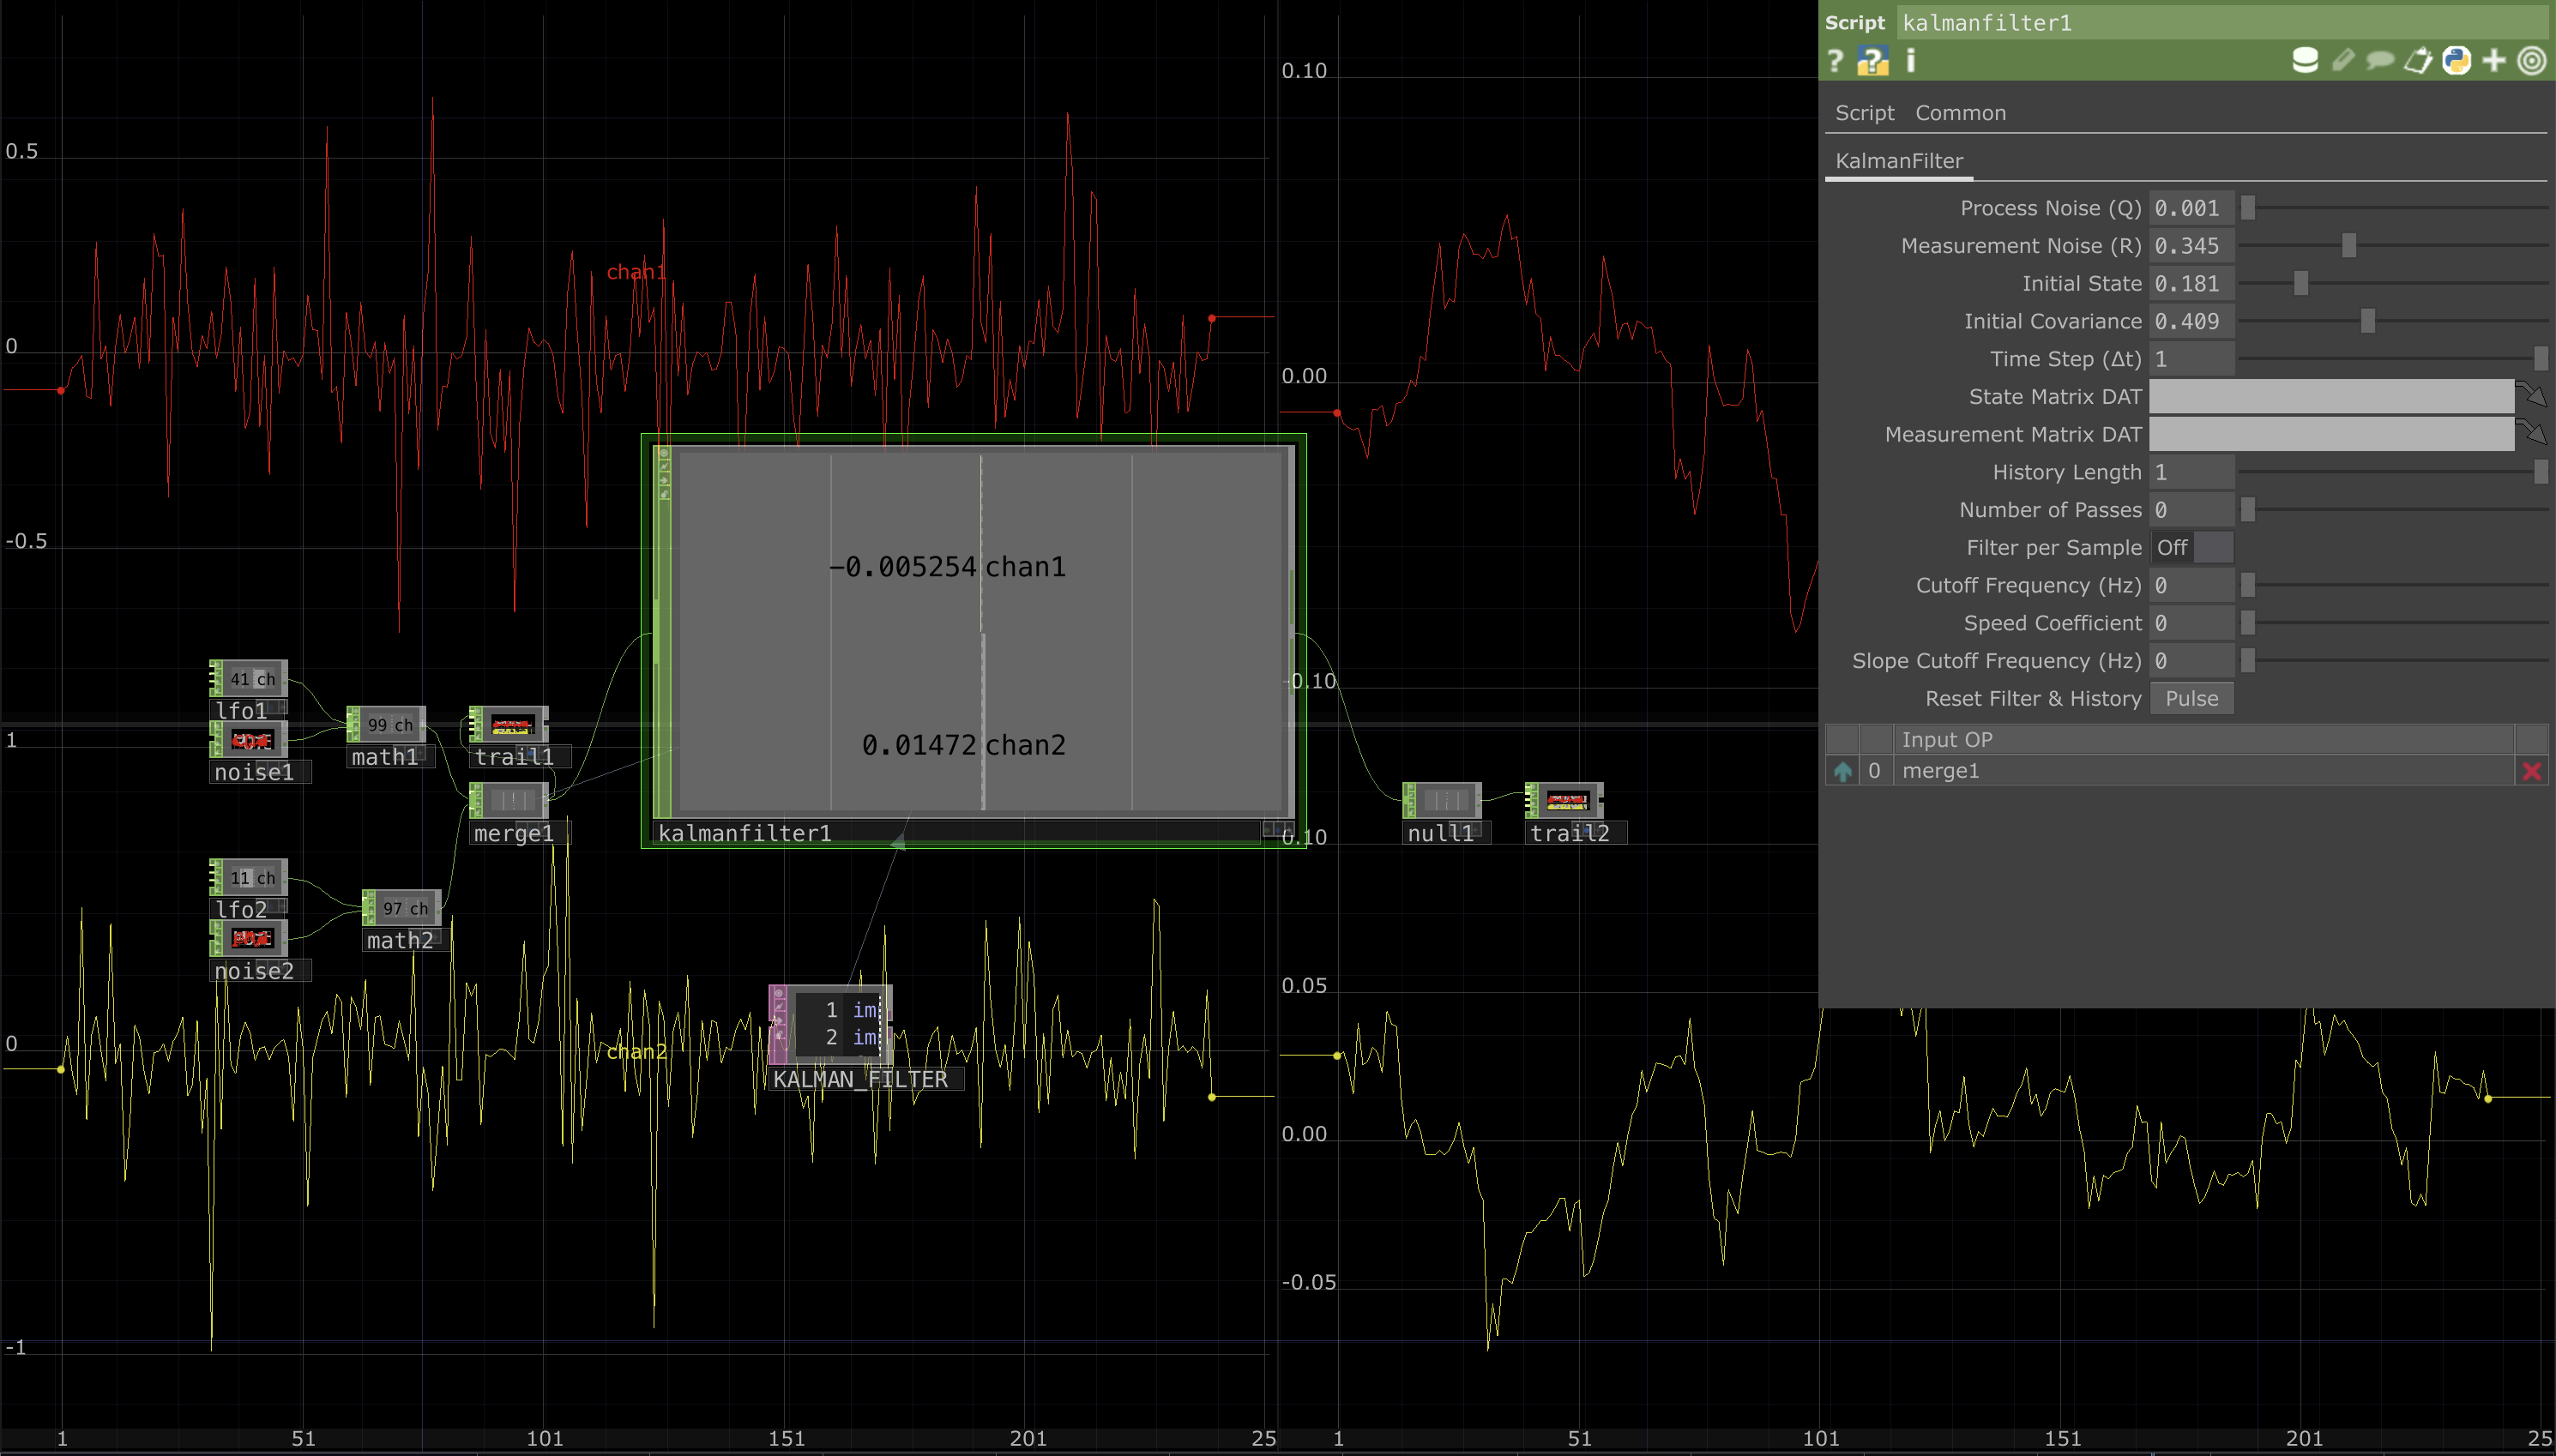 Script kalmanfilter1
? ? i
Script Common
KalmanFilter
Process Noise (Q) 0.001
Measurement Noise (R) 0.345
Initial State 0.181
Initial Covariance 0.409
Time Step (Δt) 1
State Matrix DAT
Measurement Matrix DAT
History Length 1
Number of Passes 0
Filter per Sample Off
Cutoff Frequency (Hz) 0
Speed Coefficient 0
Slope Cutoff Frequency (Hz) 0
Reset Filter & History Pulse
Input OP
0 merge1
0.5
0
-0.5
1
0
-1
chan1
chan2
0.10
0.00
-0.10
0.10
0.05
0.00
-0.05
-0.005254 chan1
0.01472 chan2
kalmanfilter1
41 ch
lfo1
noise1
99 ch
math1
trail1
merge1
11 ch
lfo2
noise2
97 ch
math2
null1
trail2
1 im
2 im
KALMAN_FILTER
1 51 101 151 201 25
1 51 101 151 201 25